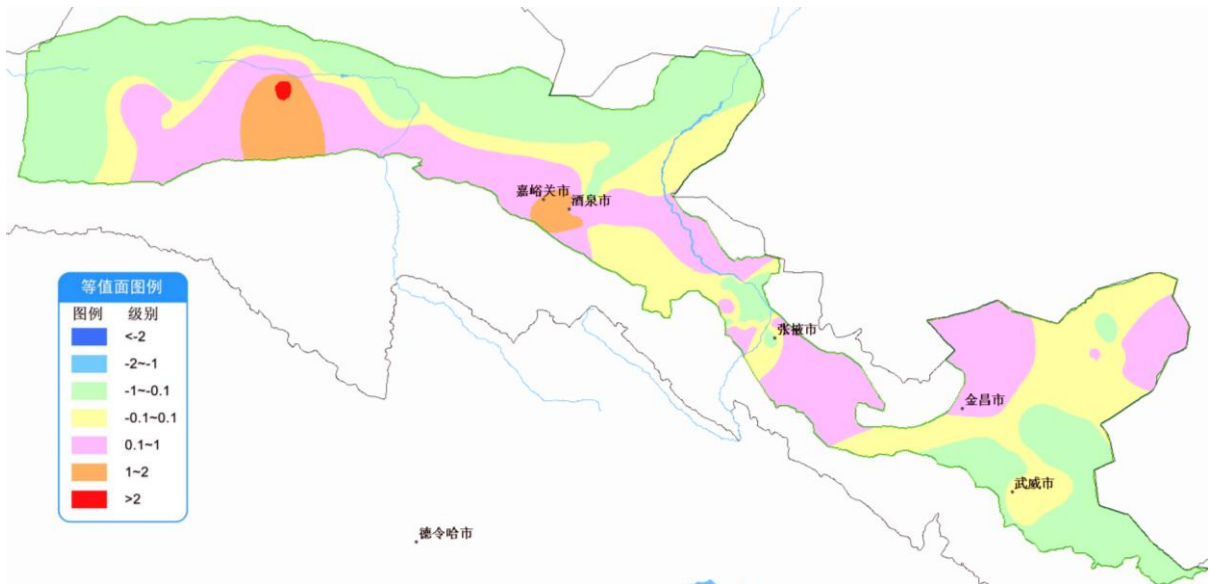 嘉峪关市
酒泉市
等值面图例
图例 级别
<-2
-2~-1
-1~-0.1
-0.1~0.1
0.1~1
1~2
>2
张掖市
金昌市
武威市
德令哈市